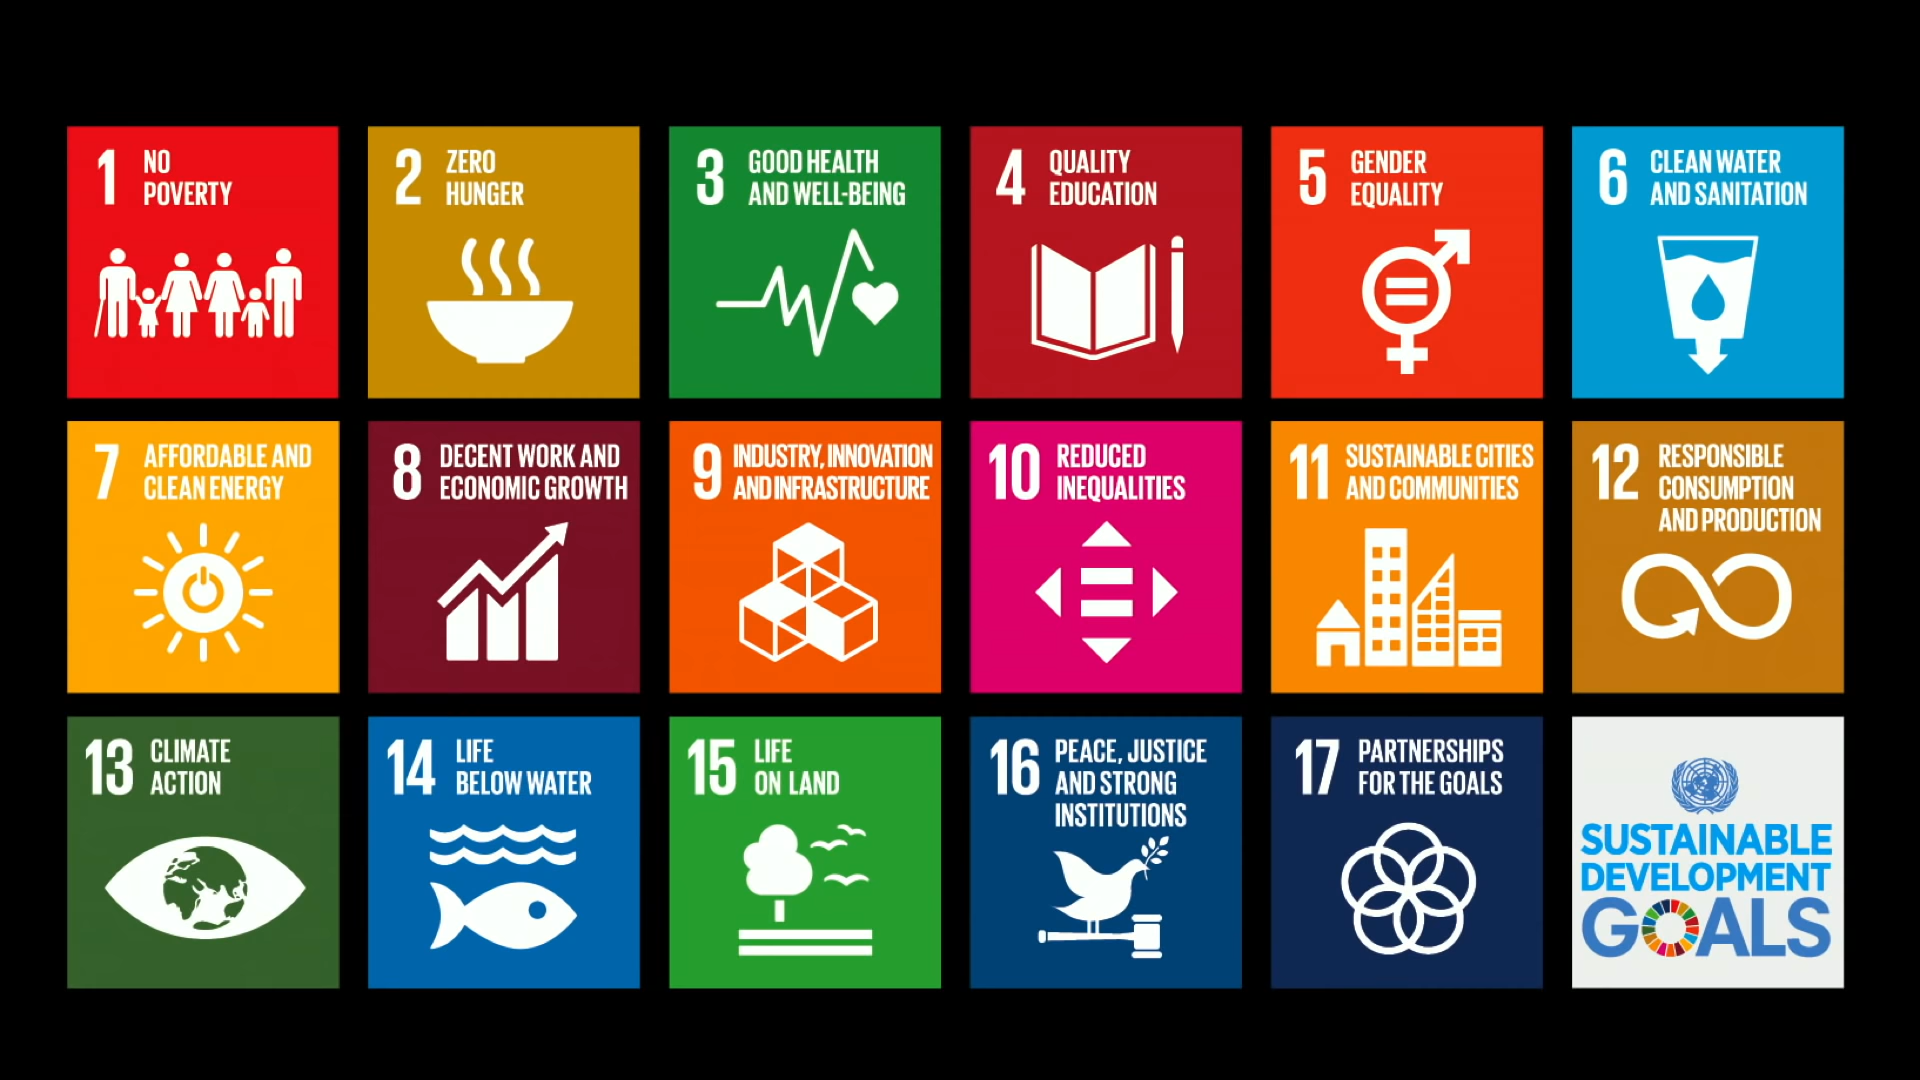 1 NO
POVERTY
2 ZERO
HUNGER
3 GOOD HEALTH
AND WELL-BEING
4 QUALITY
EDUCATION
5 GENDER
EQUALITY
6 CLEAN WATER
AND SANITATION
7 AFFORDABLE AND
CLEAN ENERGY
8 DECENT WORK AND
ECONOMIC GROWTH
9 INDUSTRY, INNOVATION
AND INFRASTRUCTURE
10 REDUCED
INEQUALITIES
11 SUSTAINABLE CITIES
AND COMMUNITIES
12 RESPONSIBLE
CONSUMPTION
AND PRODUCTION
13 CLIMATE
ACTION
14 LIFE
BELOW WATER
15 LIFE
ON LAND
16 PEACE, JUSTICE
AND STRONG
INSTITUTIONS
17 PARTNERSHIPS
FOR THE GOALS
SUSTAINABLE
DEVELOPMENT
GOALS